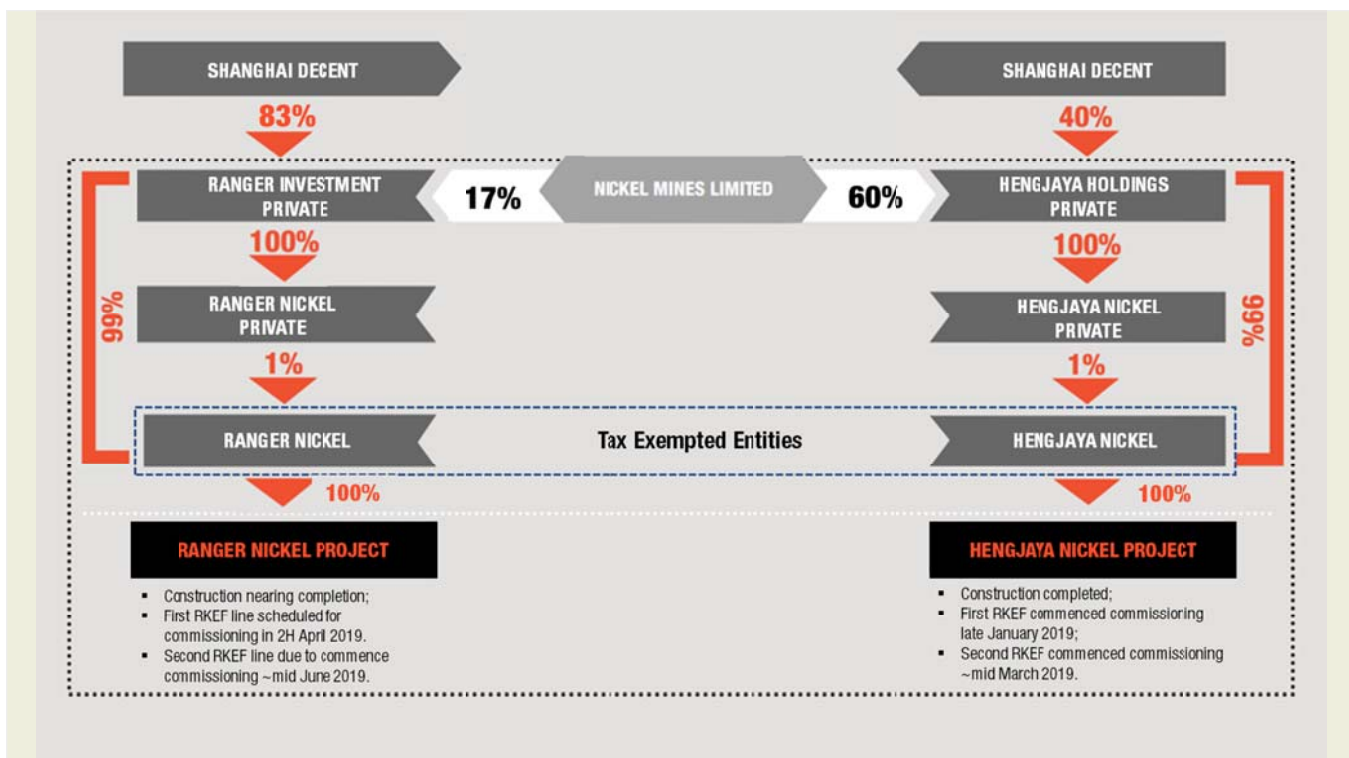 SHANGHAI DECENT
SHANGHAI DECENT
83%
40%
RANGER INVESTMENT
PRIVATE
17%
NICKEL MINES LIMITED
60%
HENGJAYA HOLDINGS
PRIVATE
100%
100%
99%
RANGER NICKEL
PRIVATE
HENGJAYA NICKEL
PRIVATE
99%
1%
1%
RANGER NICKEL
Tax Exempted Entities
HENGJAYA NICKEL
100%
100%
RANGER NICKEL PROJECT
▪ Construction nearing completion;
▪ First RKEF line scheduled for
commissioning in 2H April 2019.
▪ Second RKEF line due to commence
commissioning ~mid June 2019.
HENGJAYA NICKEL PROJECT
▪ Construction completed;
▪ First RKEF commenced commissioring
late January 2019;
▪ Second RKEF commenced commissioning
~mid March 2019.